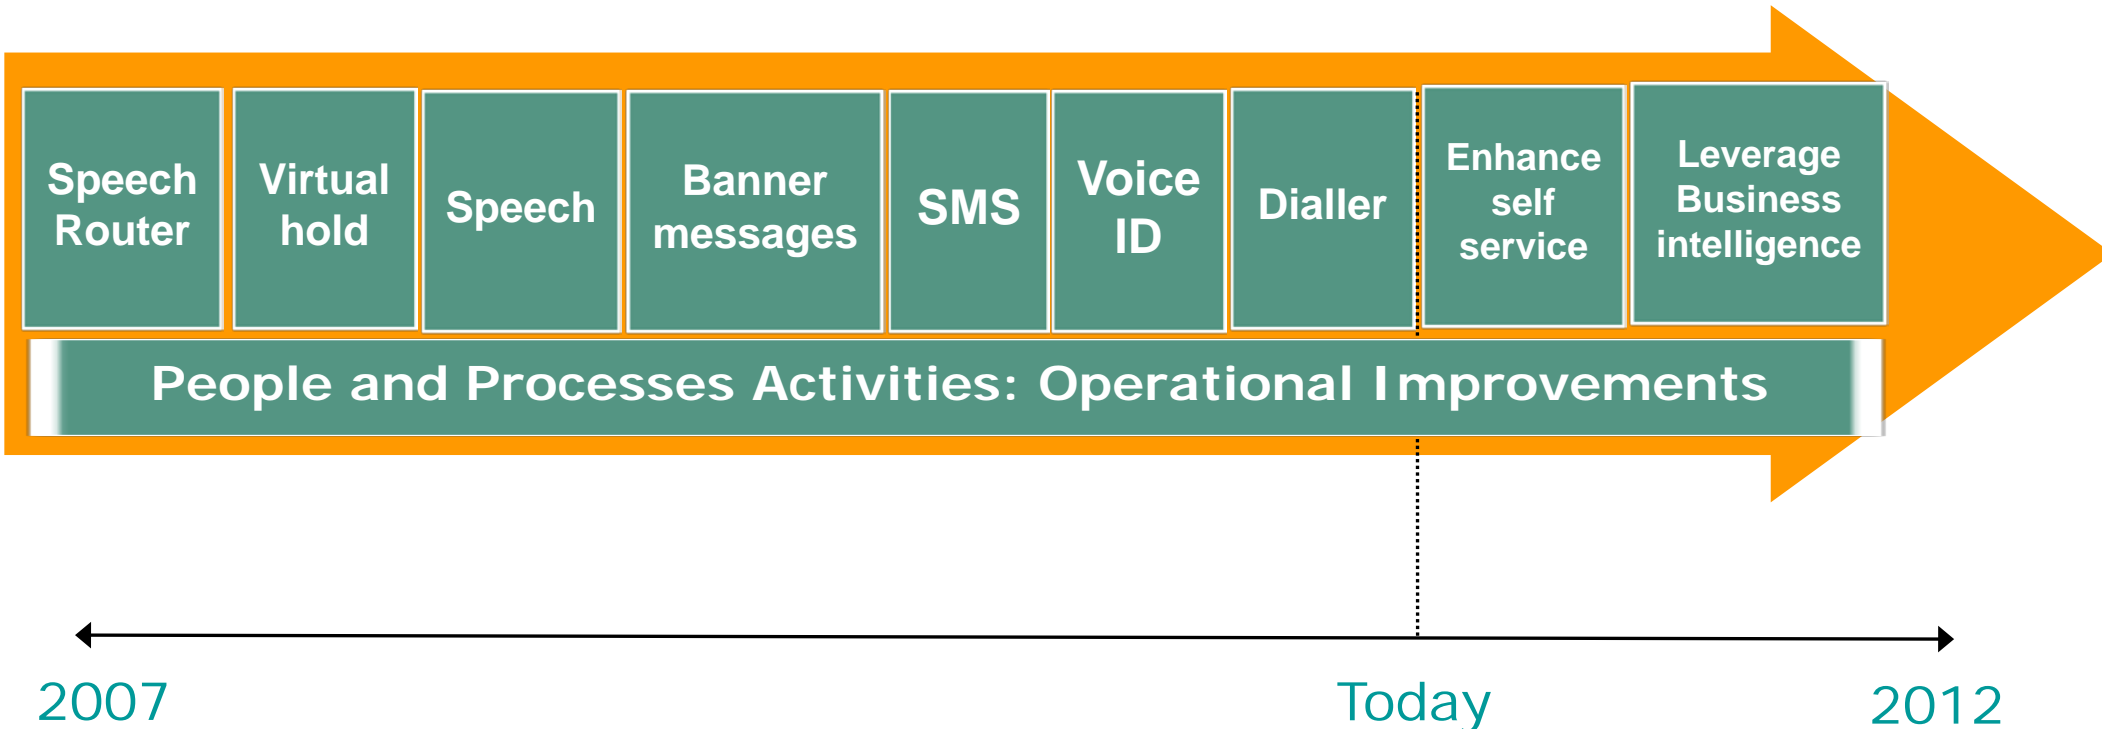 Speech
Router
Virtual
hold
Speech
Banner
messages
SMS
Voice
ID
Dialler
Enhance
self
service
Leverage
Business
intelligence
People and Processes Activities: Operational Improvements
2007
Today
2012